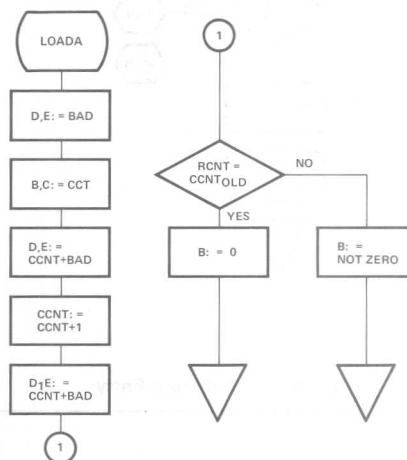 LOADA
D,E: = BAD
B,C: = CCT
D,E: =
CCNT+BAD
CCNT: =
CCNT+1
D1E: =
CCNT+BAD
1
1
RCNT =
CCNTOLD
NO
YES
B: = 0
B: =
NOT ZERO